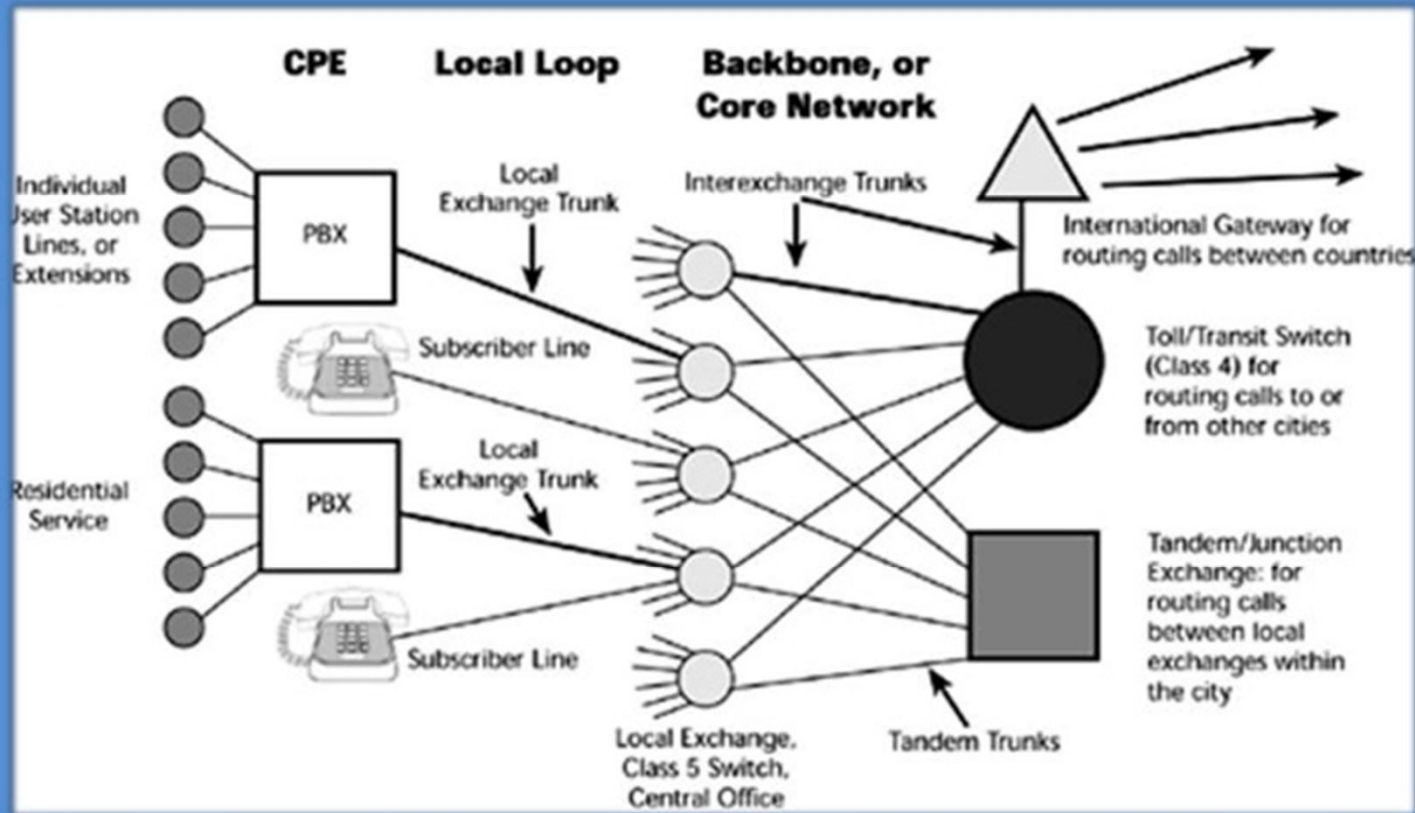 CPE
Local Loop
Backbone, or
Core Network
Individual
User Station
Lines, or
Extensions
PBX
Local
Exchange Trunk
Interexchange Trunks
International Gateway for
routing calls between countries
Subscriber Line
Toll/Transit Switch
(Class 4) for
routing calls to or
from other cities
Residential
Service
PBX
Local
Exchange Trunk
Subscriber Line
Tandem/Junction
Exchange: for
routing calls
between local
exchanges within
the city
Tandem Trunks
Local Exchange,
Class 5 Switch,
Central Office